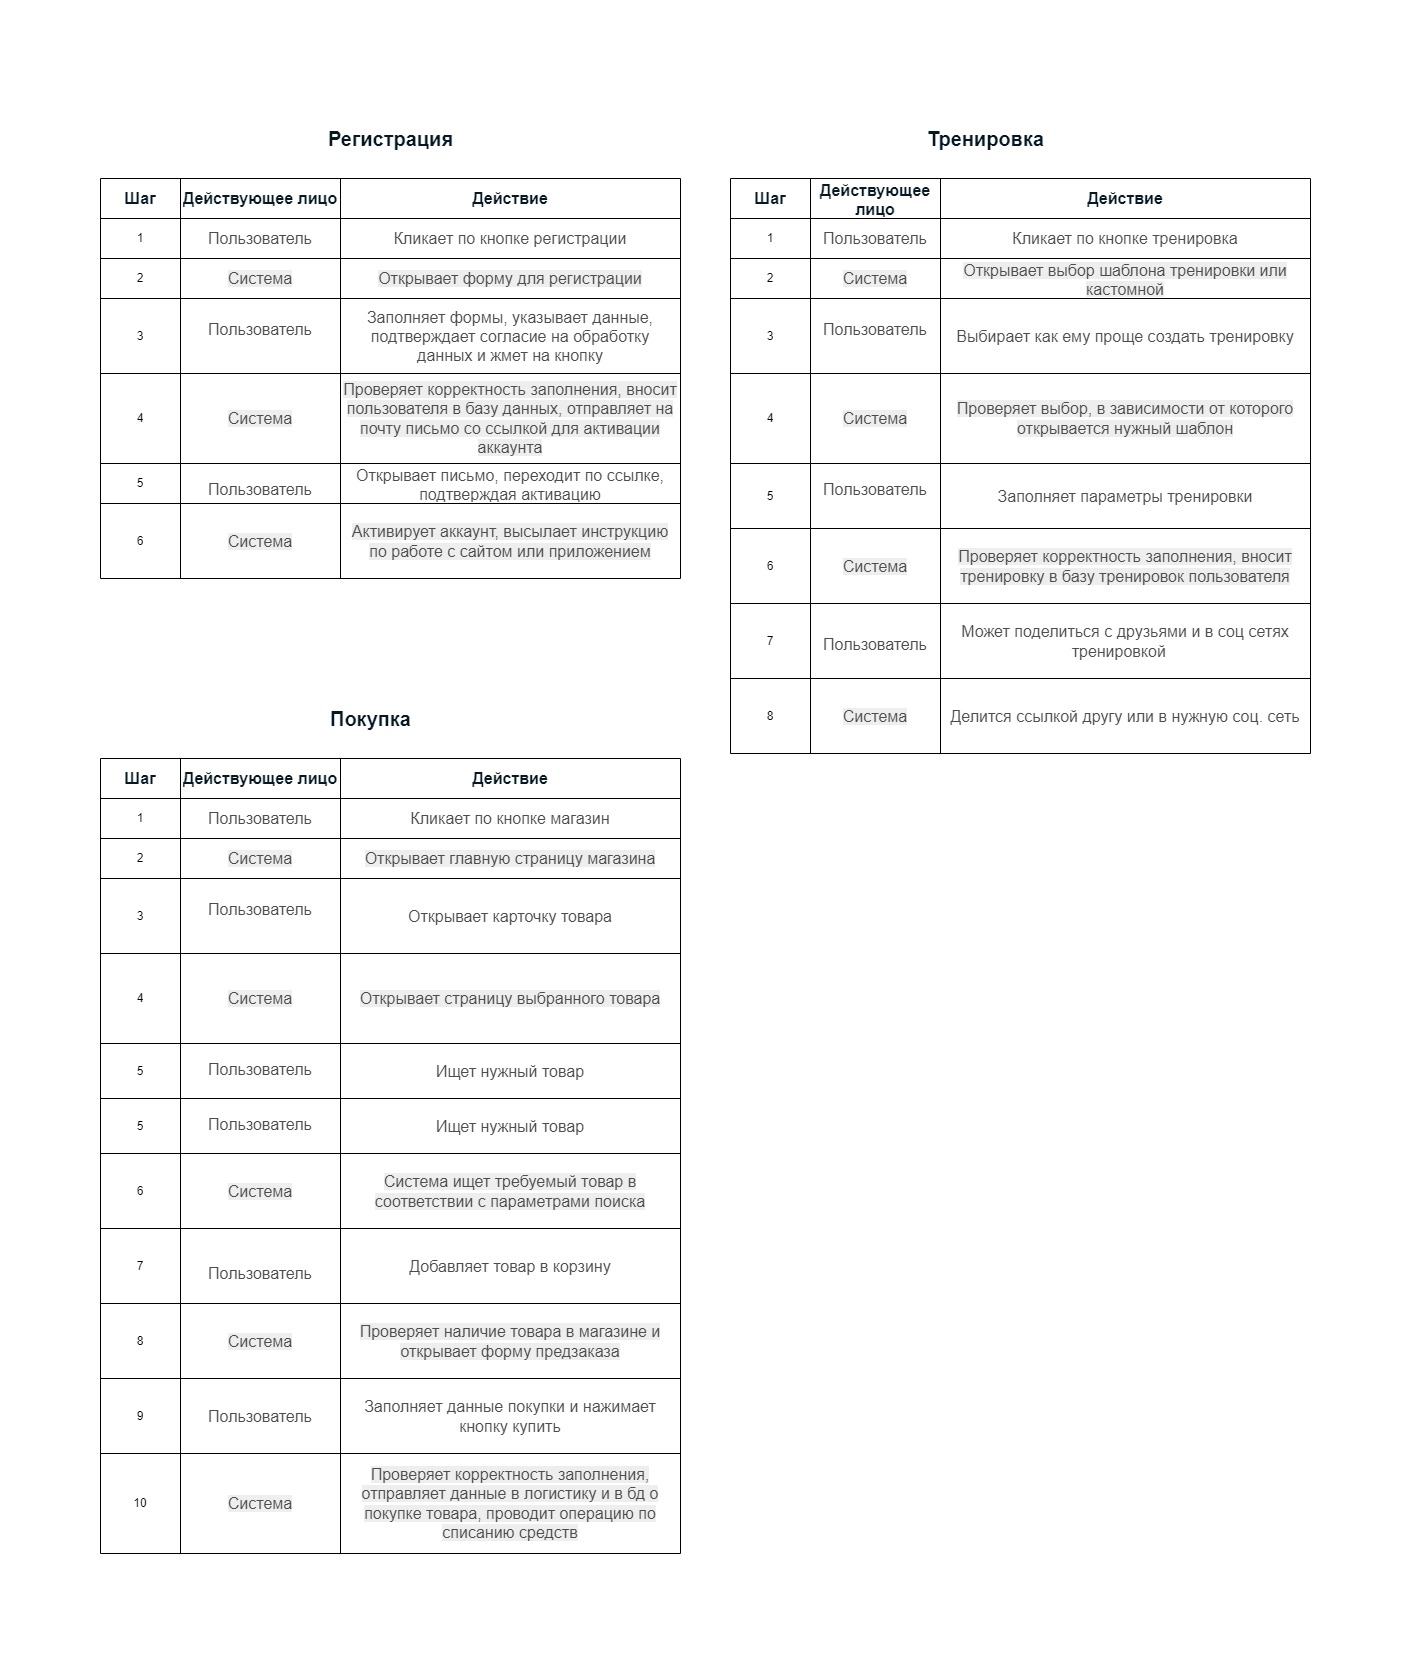 Регистрация
Шаг Действующее лицо Действие
1 Пользователь Кликает по кнопке регистрации
2 Система Открывает форму для регистрации
3 Пользователь Заполняет формы, указывает данные,
подтверждает согласие на обработку
данных и жмет на кнопку
4 Система Проверяет корректность заполнения, вносит
пользователя в базу данных, отправляет на
почту письмо со ссылкой для активации
аккаунта
5 Пользователь Открывает письмо, переходит по ссылке,
подтверждая активацию
6 Система Активирует аккаунт, высылает инструкцию
по работе с сайтом или приложением
Тренировка
Шаг Действующее
лицо Действие
1 Пользователь Кликает по кнопке тренировка
2 Система Открывает выбор шаблона тренировки или
кастомной
3 Пользователь Выбирает как ему проще создать тренировку
4 Система Проверяет выбор, в зависимости от которого
открывается нужный шаблон
5 Пользователь Заполняет параметры тренировки
6 Система Проверяет корректность заполнения, вносит
тренировку в базу тренировок пользователя
7 Пользователь Может поделиться с друзьями и в соц сетях
тренировкой
8 Система Делится ссылкой другу или в нужную соц. сеть
Покупка
Шаг Действующее лицо Действие
1 Пользователь Кликает по кнопке магазин
2 Система Открывает главную страницу магазина
3 Пользователь Открывает карточку товара
4 Система Открывает страницу выбранного товара
5 Пользователь Ищет нужный товар
5 Пользователь Ищет нужный товар
6 Система Система ищет требуемый товар в
соответствии с параметрами поиска
7 Пользователь Добавляет товар в корзину
8 Система Проверяет наличие товара в магазине и
открывает форму предзаказа
9 Пользователь Заполняет данные покупки и нажимает
кнопку купить
10 Система Проверяет корректность заполнения,
отправляет данные в логистику и в бд о
покупке товара, проводит операцию по
списанию средств